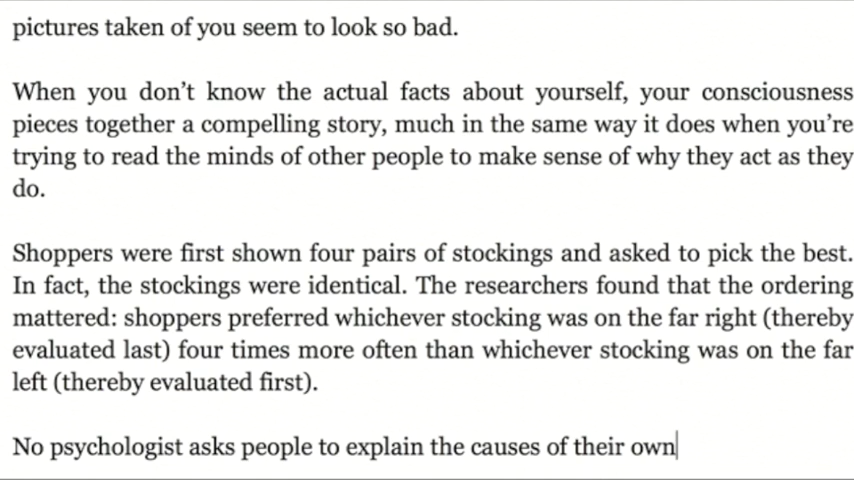 pictures taken of you seem to look so bad.
When you don’t know the actual facts about yourself, your consciousness
pieces together a compelling story, much in the same way it does when you’re
trying to read the minds of other people to make sense of why they act as they
do.
Shoppers were first shown four pairs of stockings and asked to pick the best.
In fact, the stockings were identical. The researchers found that the ordering
mattered: shoppers preferred whichever stocking was on the far right (thereby
evaluated last) four times more often than whichever stocking was on the far
left (thereby evaluated first).
No psychologist asks people to explain the causes of their own